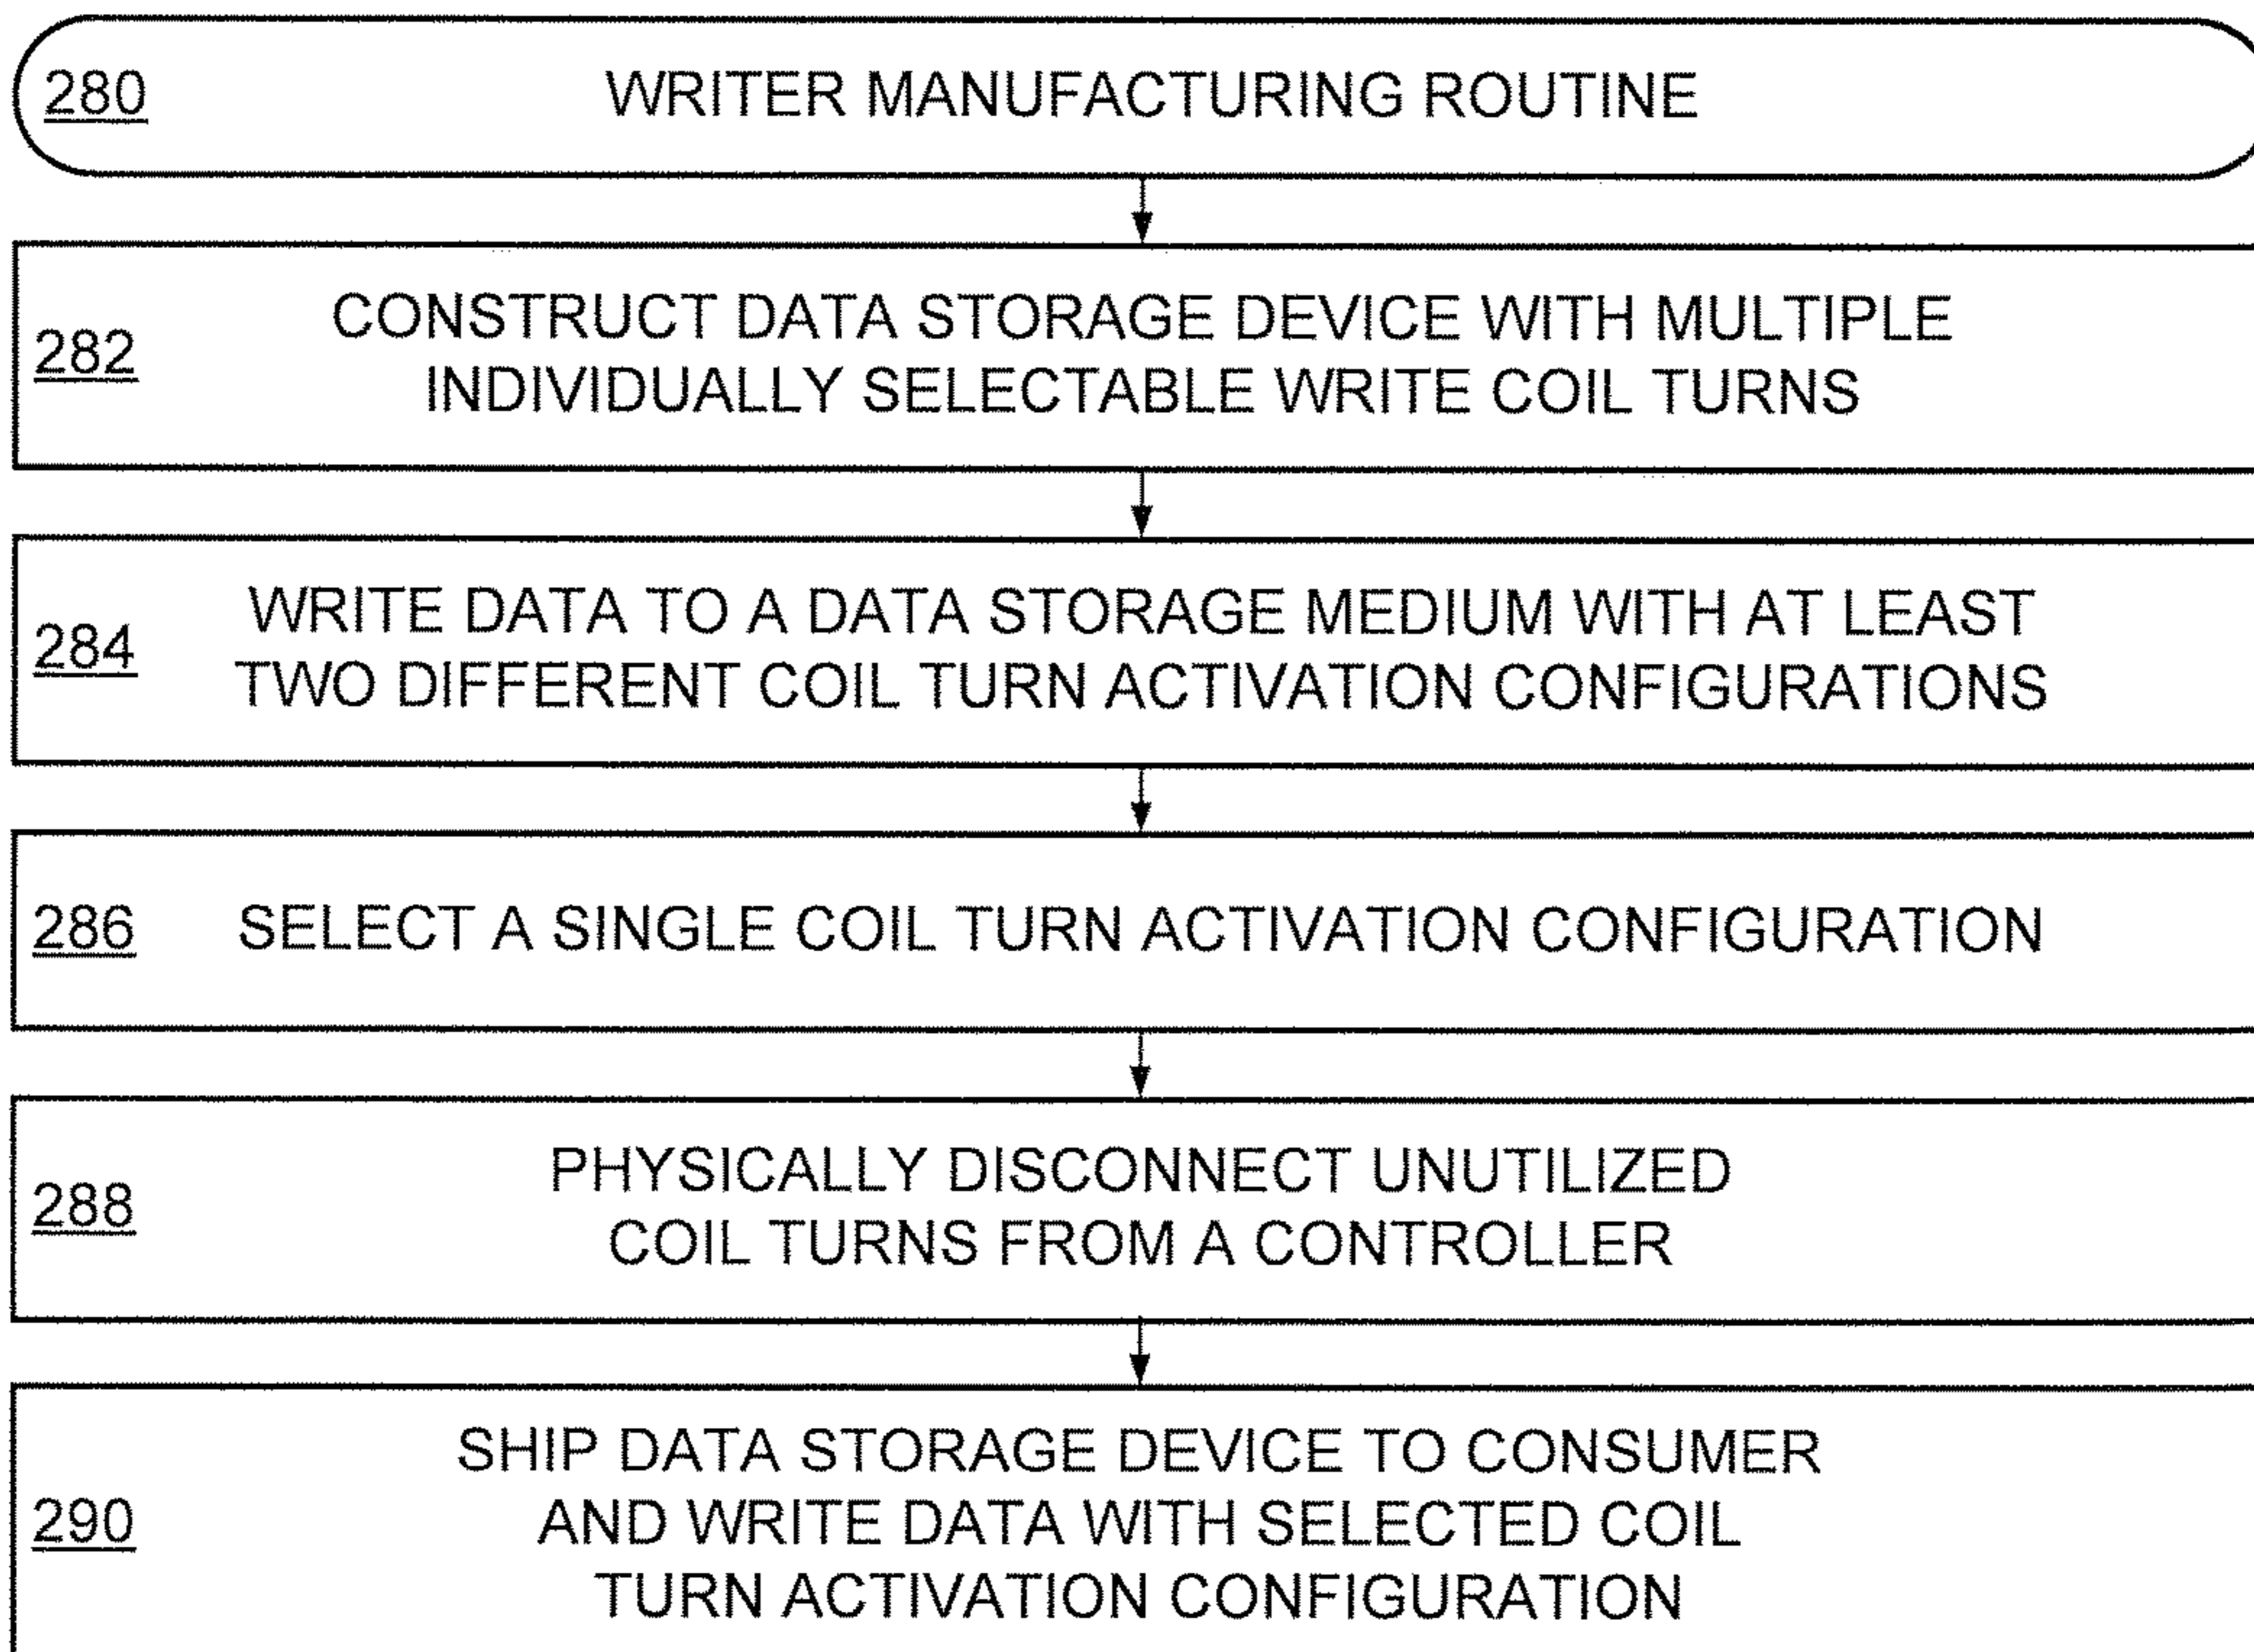 280 WRITER MANUFACTURING ROUTINE
282
CONSTRUCT DATA STORAGE DEVICE WITH MULTIPLE
INDIVIDUALLY SELECTABLE WRITE COIL TURNS
284
WRITE DATA TO A DATA STORAGE MEDIUM WITH AT LEAST
TWO DIFFERENT COIL TURN ACTIVATION CONFIGURATIONS
286 SELECT A SINGLE COIL TURN ACTIVATION CONFIGURATION
288
PHYSICALLY DISCONNECT UNUTILIZED
COIL TURNS FROM A CONTROLLER
290
SHIP DATA STORAGE DEVICE TO CONSUMER
AND WRITE DATA WITH SELECTED COIL
TURN ACTIVATION CONFIGURATION